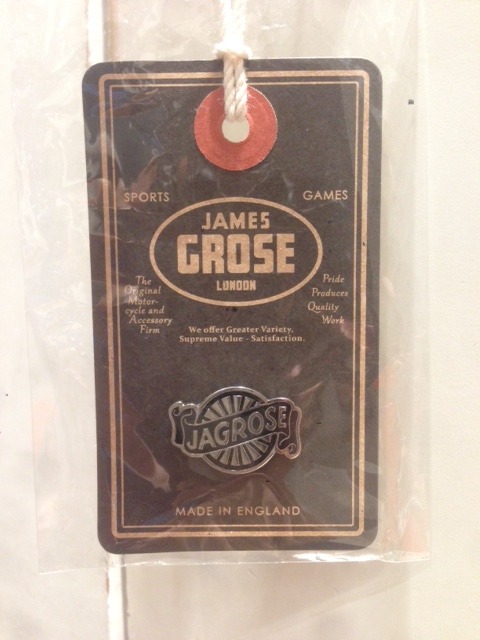 SPORTS GAMES
JAMES
GROSE
LONDON
The
Original
Motor-
cycle and
Accessory
Firm
Pride
Produces
Quality
Work
We offer Greater Variety,
Supreme Value - Satisfaction.
JAGROSE
MADE IN ENGLAND